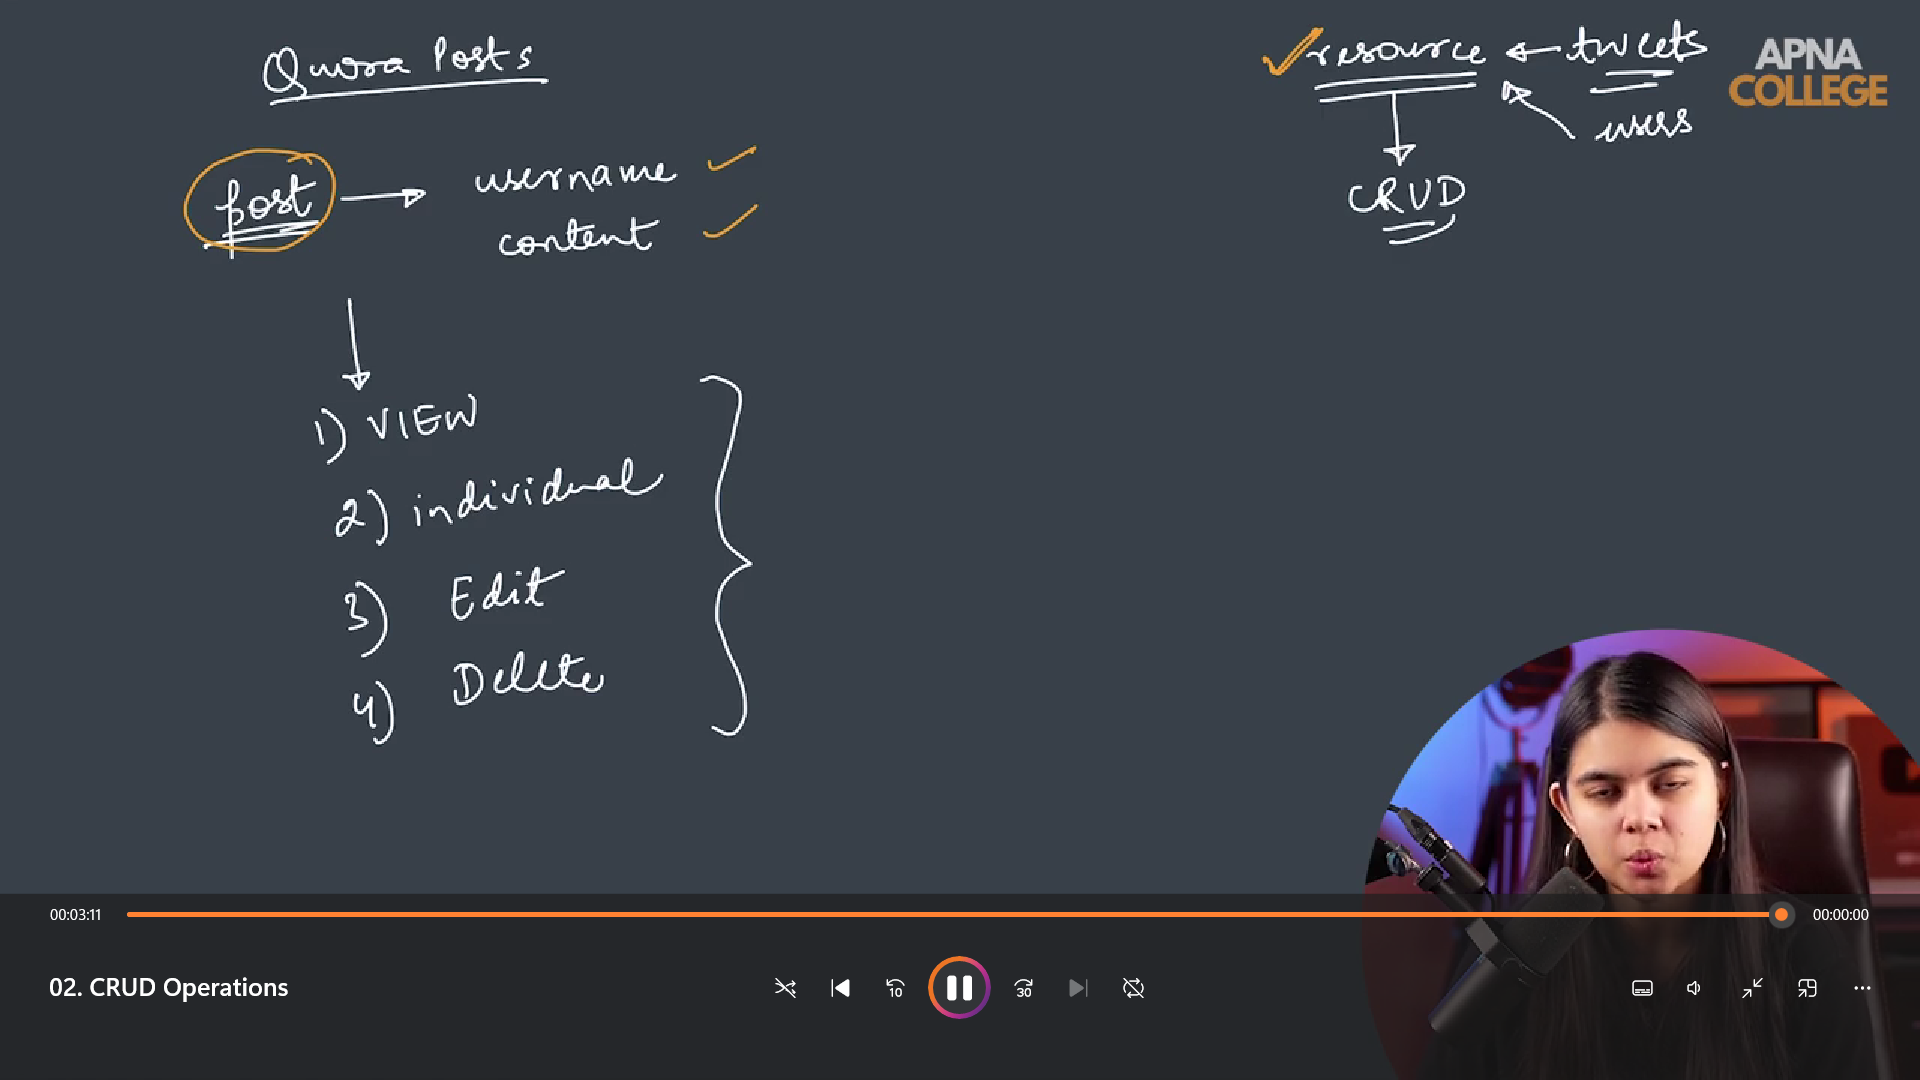 Quora Posts
✓ resource ← tweets
users
APNA
COLLEGE
CRUD
post → username ✓
content ✓
1) VIEW
2) individual
3) Edit
4) Delete
00:03:11
00:00:00
02. CRUD Operations
10
30